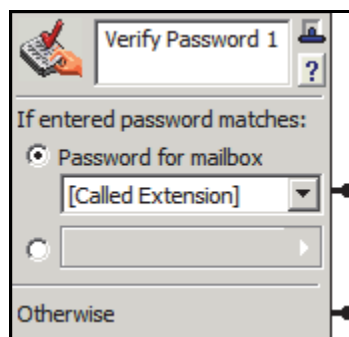 Verify Password 1
?
If entered password matches:
Password for mailbox
[Called Extension]
Otherwise